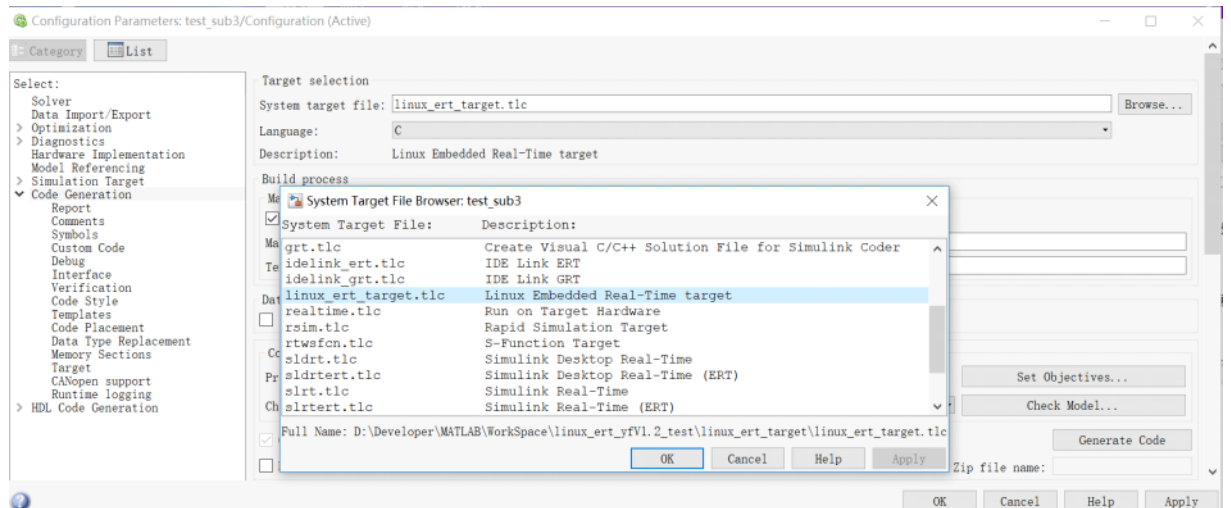 Configuration Parameters: test_sub3/Configuration (Active)
Category List
Select:
Solver
Data Import/Export
Optimization
Diagnostics
Hardware Implementation
Model Referencing
Simulation Target
Code Generation
Report
Comments
Symbols
Custom Code
Debug
Interface
Verification
Code Style
Templates
Code Placement
Data Type Replacement
Memory Sections
Target
CANopen support
Runtime logging
HDL Code Generation
Target selection
System target file: linux_ert_target.tlc Browse...
Language: C
Description: Linux Embedded Real-Time target
Build process
System Target File Browser: test_sub3
System Target File: Description:
grt.tlc Create Visual C/C++ Solution File for Simulink Coder
idelink_ert.tlc IDE Link ERT
idelink_grt.tlc IDE Link GRT
linux_ert_target.tlc Linux Embedded Real-Time target
realtime.tlc Run on Target Hardware
rsim.tlc Rapid Simulation Target
rtwsfcn.tlc S-Function Target
sldrt.tlc Simulink Desktop Real-Time
sldrtert.tlc Simulink Desktop Real-Time (ERT)
slrt.tlc Simulink Real-Time
slrtert.tlc Simulink Real-Time (ERT)
Full Name: D:\Developer\MATLAB\WorkSpace\linux_ert_yfV1.2_test\linux_ert_target\linux_ert_target.tlc
OK Cancel Help Apply
Ma
Te
Dat
Pr
Ch
Set Objectives...
Check Model...
Generate Code
Zip file name:
OK Cancel Help Apply